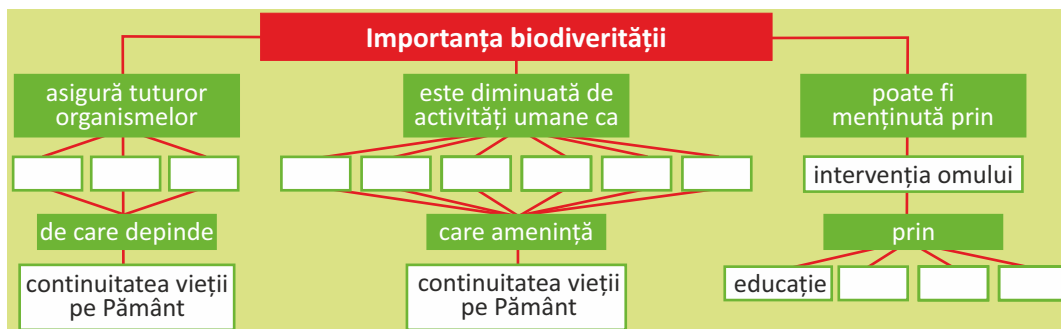 Importanța biodiverității
asigură tuturor
organismelor
este diminuată de
activități umane ca
poate fi
menținută prin
intervenția omului
de care depinde
care amenință
prin
continuitatea vieții
pe Pământ
continuitatea vieții
pe Pământ
educație